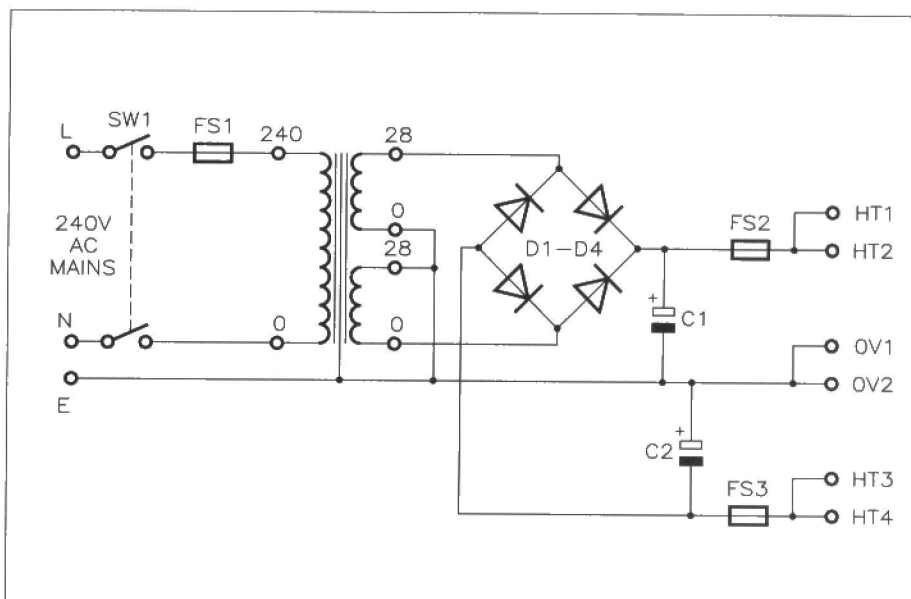 L
SW1
FS1
240
28
0
28
0
0
240V
AC
MAINS
N
E
D1-D4
FS2
HT1
HT2
+
C1
0V1
0V2
+
C2
FS3
HT3
HT4